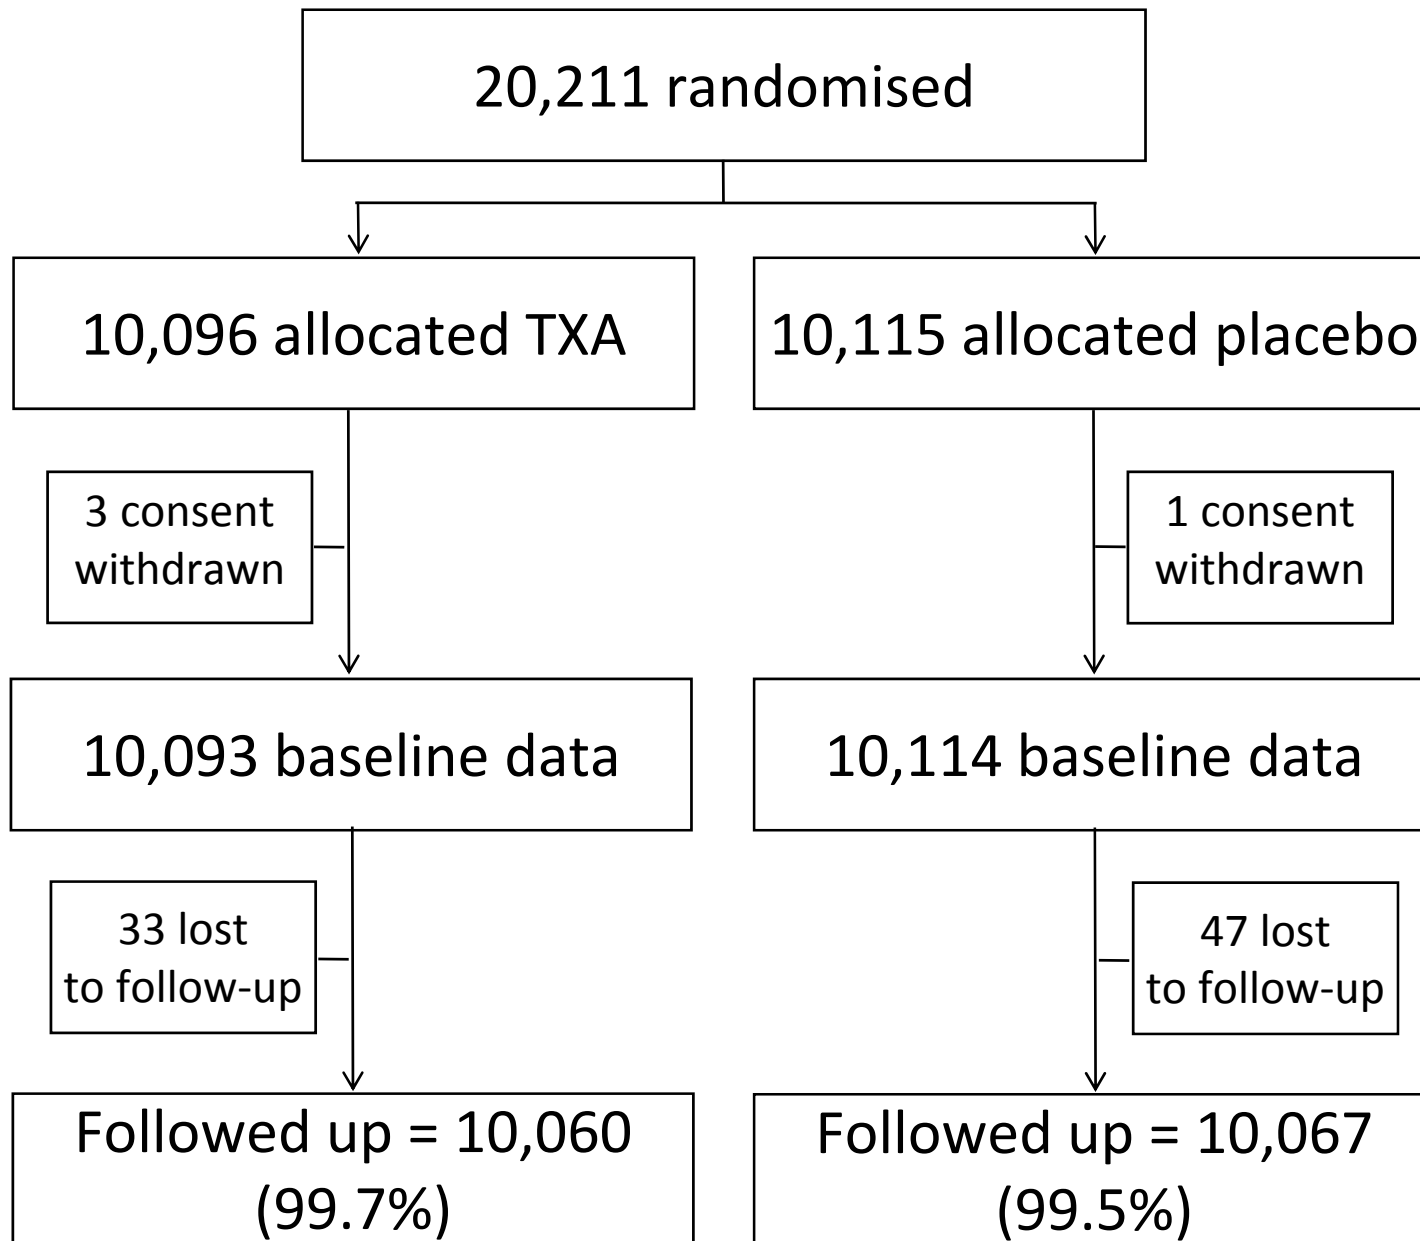 20,211 randomised
10,096 allocated TXA
10,115 allocated placebo
3 consent
withdrawn
1 consent
withdrawn
10,093 baseline data
10,114 baseline data
33 lost
to follow-up
47 lost
to follow-up
Followed up = 10,060
(99.7%)
Followed up = 10,067
(99.5%)